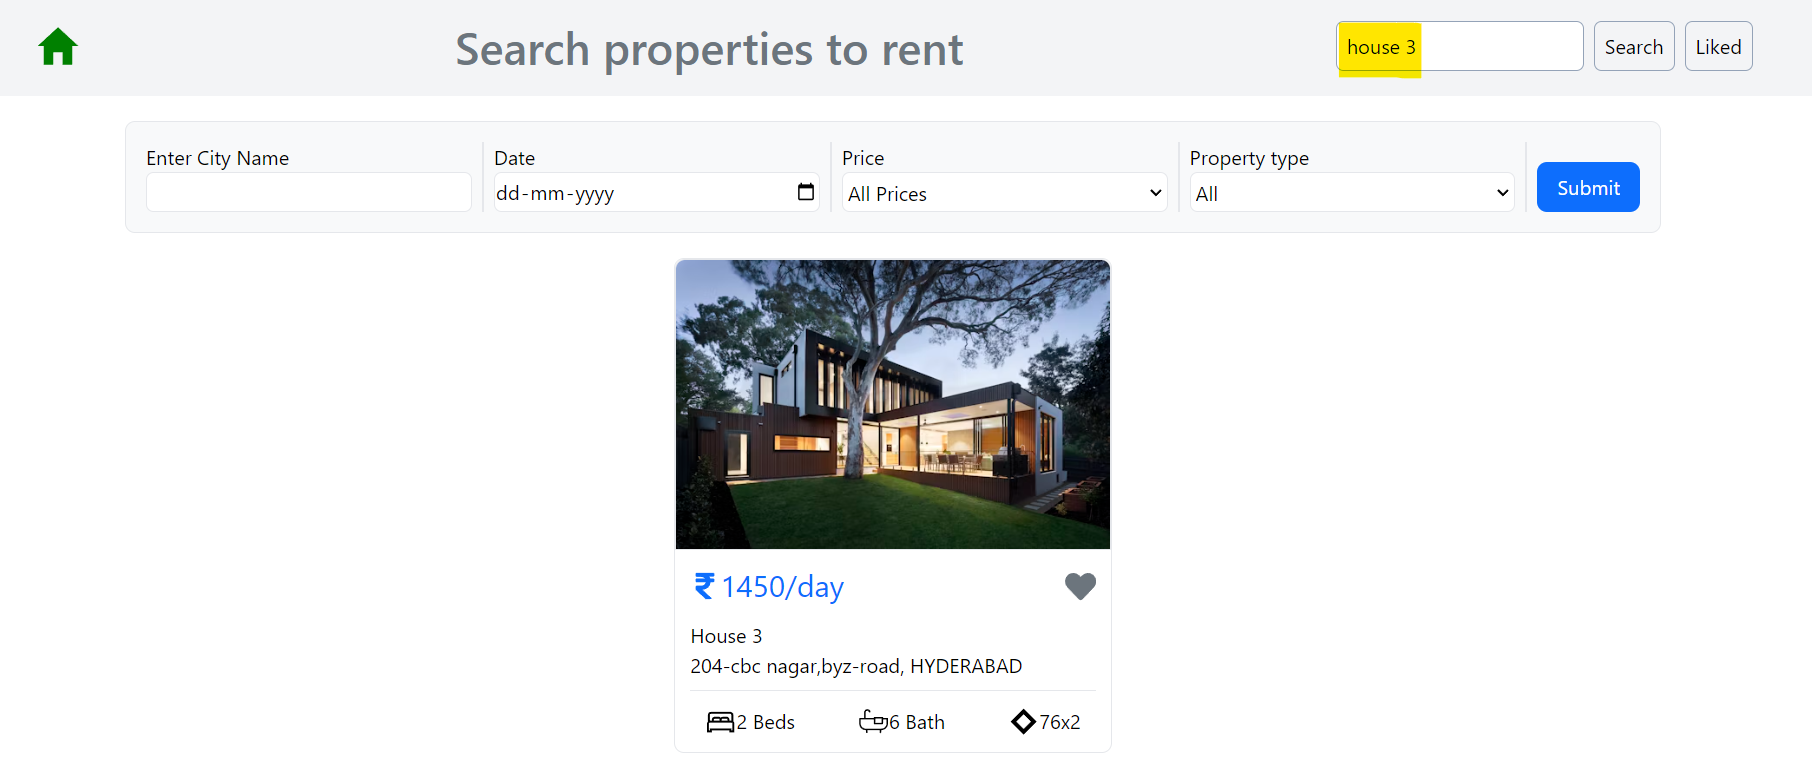 Search properties to rent
house 3
Search
Liked
Enter City Name
Date
Price
Property type
dd-mm-yyyy
All Prices
All
Submit
₹ 1450/day
House 3
204-cbc nagar,byz-road, HYDERABAD
2 Beds
6 Bath
76x2